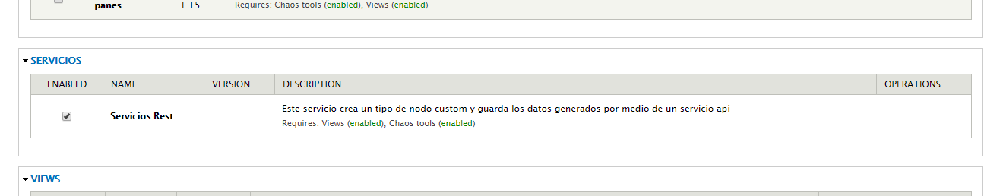 panes 1.15 Requires: Chaos tools (enabled), Views (enabled)
SERVICIOS
ENABLED NAME VERSION DESCRIPTION OPERATIONS
Este servicio crea un tipo de nodo custom y guarda los datos generados por medio de un servicio api
Servicios Rest
Requires: Views (enabled), Chaos tools (enabled)
VIEWS